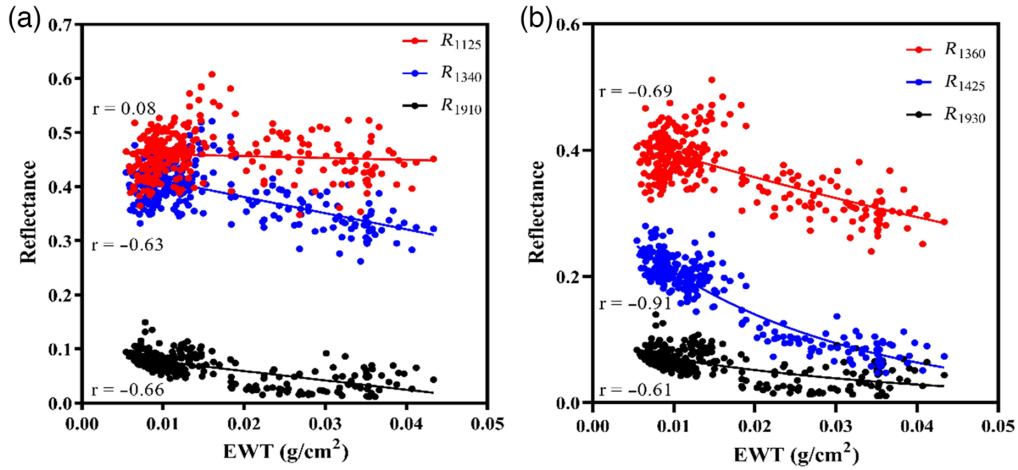 (a)
0.7
0.6
0.5
0.4
0.3
0.2
0.1
0.0
Reflectance
R1125
R1340
R1910
r = 0.08
r = –0.63
r = –0.66
0.00 0.01 0.02 0.03 0.04 0.05
EWT (g/cm2)
(b)
0.6
0.4
0.2
0.0
Reflectance
R1360
R1425
R1930
r = –0.69
r = –0.91
r = –0.61
0.00 0.01 0.02 0.03 0.04 0.05
EWT (g/cm2)